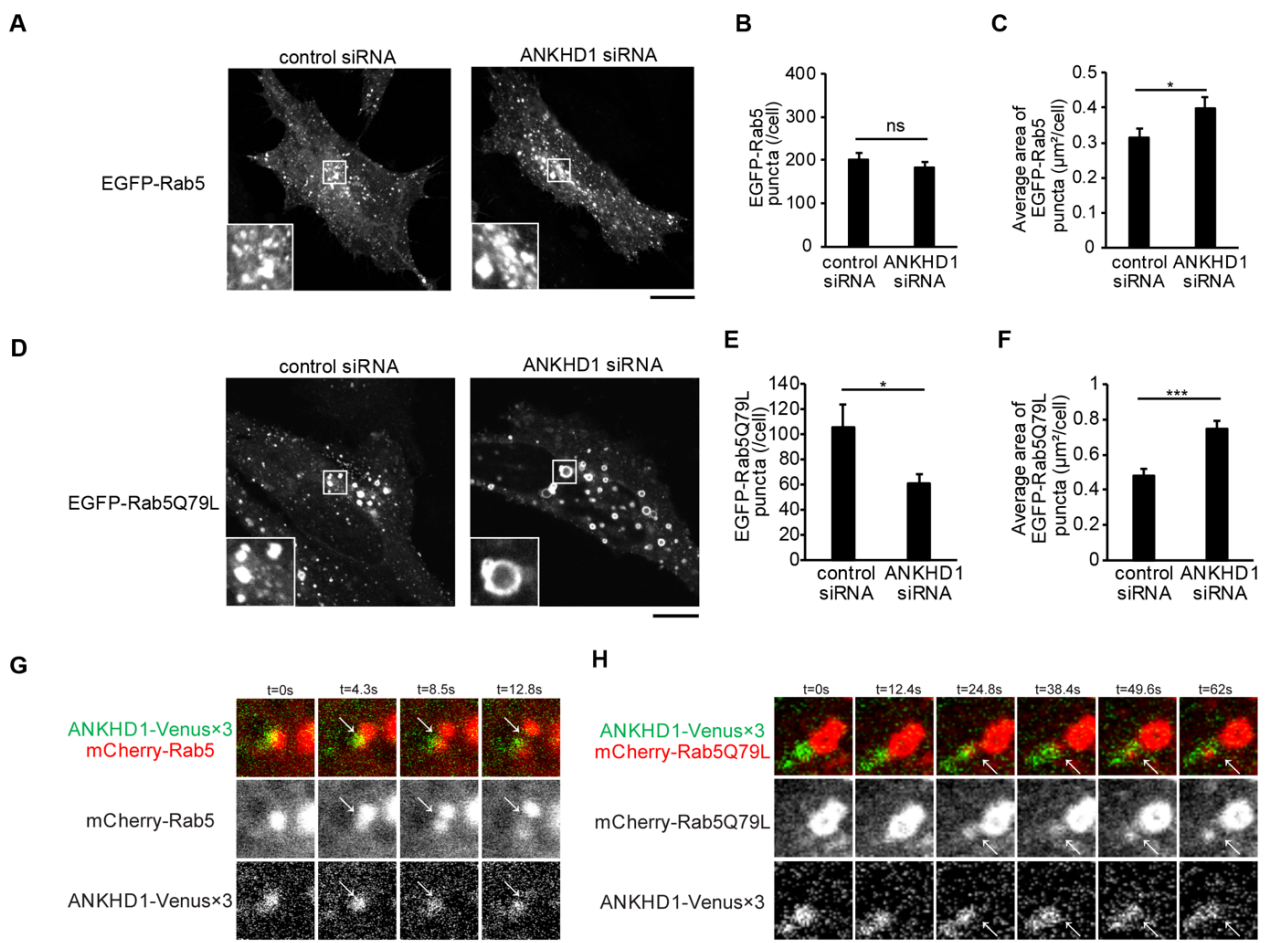 A
control siRNA
ANKHD1 siRNA
EGFP-Rab5
B
EGFP-Rab5
puncta (/cell)
400
300
200
100
0
ns
control
siRNA
ANKHD1
siRNA
C
Average area of
EGFP-Rab5
puncta (μm²/cell)
0.5
0.4
0.3
0.2
0.1
0
*
control
siRNA
ANKHD1
siRNA
D
control siRNA
ANKHD1 siRNA
EGFP-Rab5Q79L
E
EGFP-Rab5Q79L
puncta (/cell)
140
120
100
80
60
40
20
0
*
control
siRNA
ANKHD1
siRNA
F
Average area of
EGFP-Rab5Q79L
puncta (μm²/cell)
1
0.8
0.6
0.4
0.2
0
***
control
siRNA
ANKHD1
siRNA
G
t=0s
t=4.3s
t=8.5s
t=12.8s
ANKHD1-Venus×3
mCherry-Rab5
mCherry-Rab5
ANKHD1-Venus×3
H
t=0s
t=12.4s
t=24.8s
t=38.4s
t=49.6s
t=62s
ANKHD1-Venus×3
mCherry-Rab5Q79L
mCherry-Rab5Q79L
ANKHD1-Venus×3